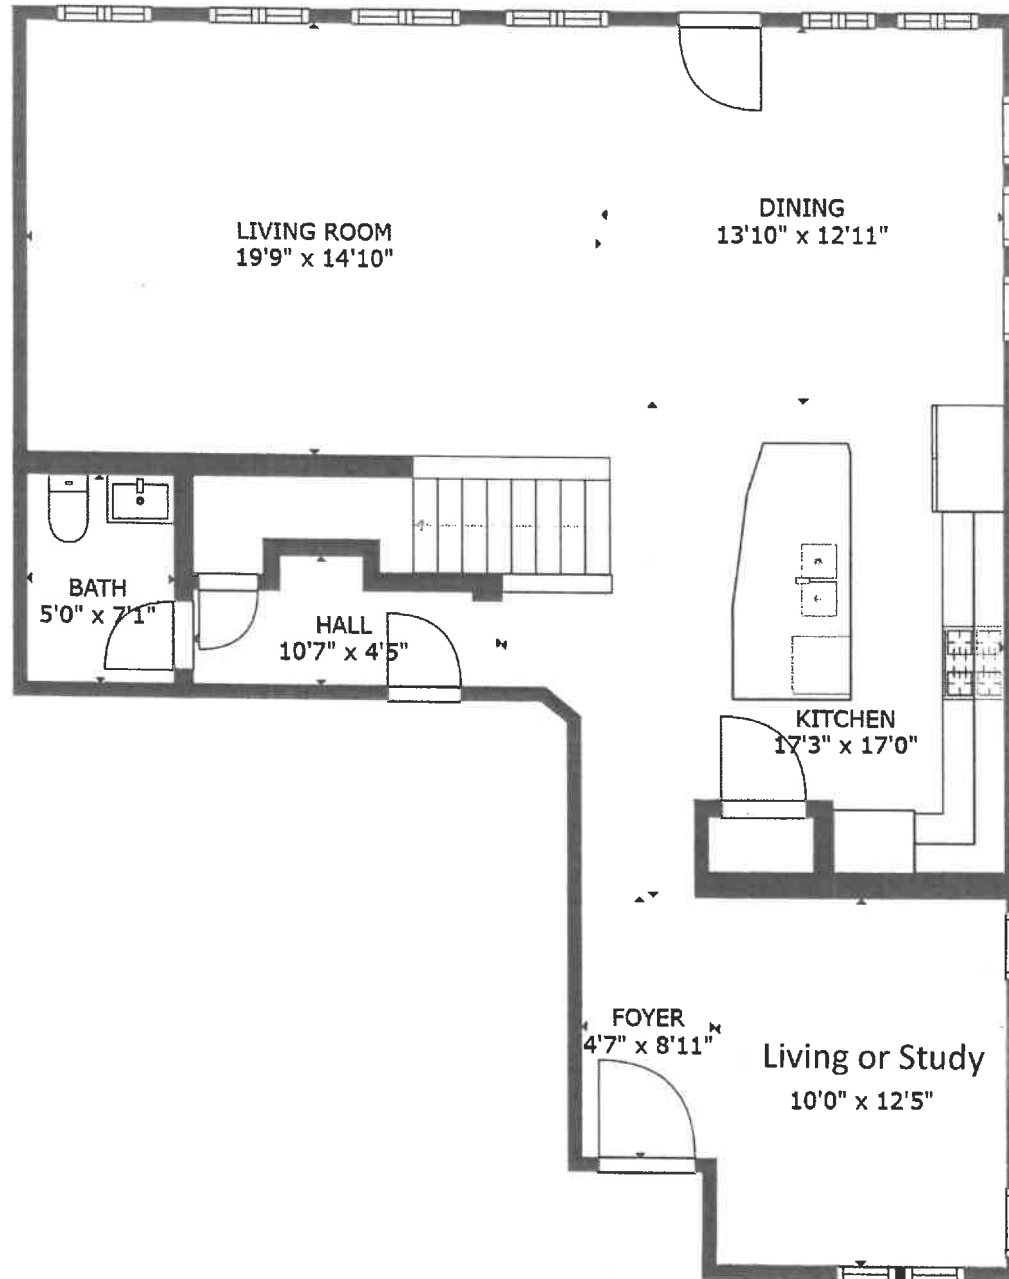 LIVING ROOM
19'9" x 14'10"
DINING
13'10" x 12'11"
BATH
5'0" x 7'1"
HALL
10'7" x 4'5"
KITCHEN
17'3" x 17'0"
FOYER
4'7" x 8'11"
Living or Study
10'0" x 12'5"